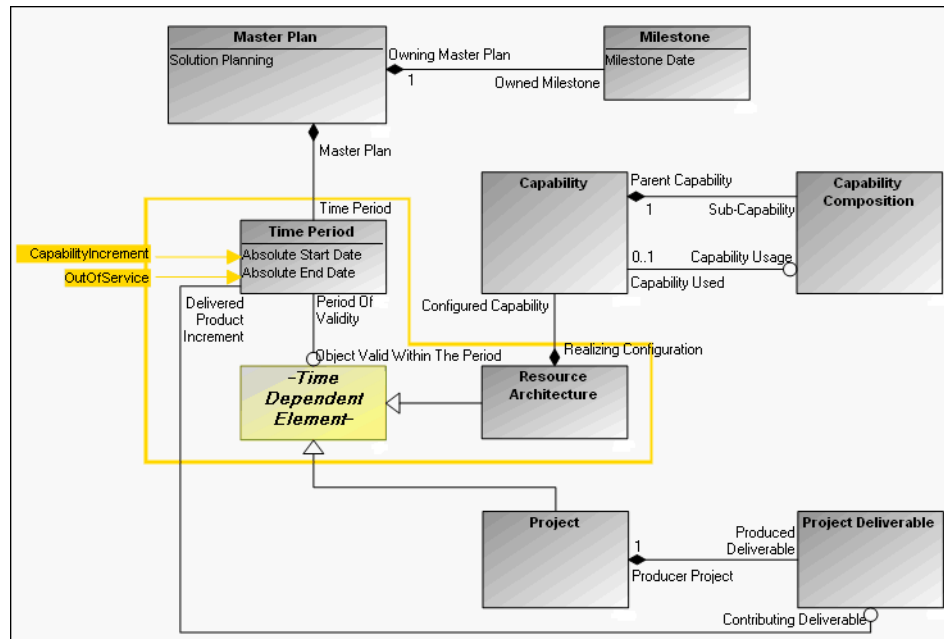 Master Plan
Solution Planning
Owning Master Plan
1
Owned Milestone
Milestone
Milestone Date
Master Plan
Time Period
Capability
Parent Capability
1
Sub-Capability
Capability
Composition
0..1
Capability Usage
Capability Used
CapabilityIncrement
OutOfService
Time Period
Absolute Start Date
Absolute End Date
Delivered
Product
Increment
Period Of
Validity
Configured Capability
Object Valid Within The Period
Realizing Configuration
-Time
Dependent
Element-
Resource
Architecture
Project
1
Produced
Deliverable
Producer Project
Project Deliverable
Contributing Deliverable